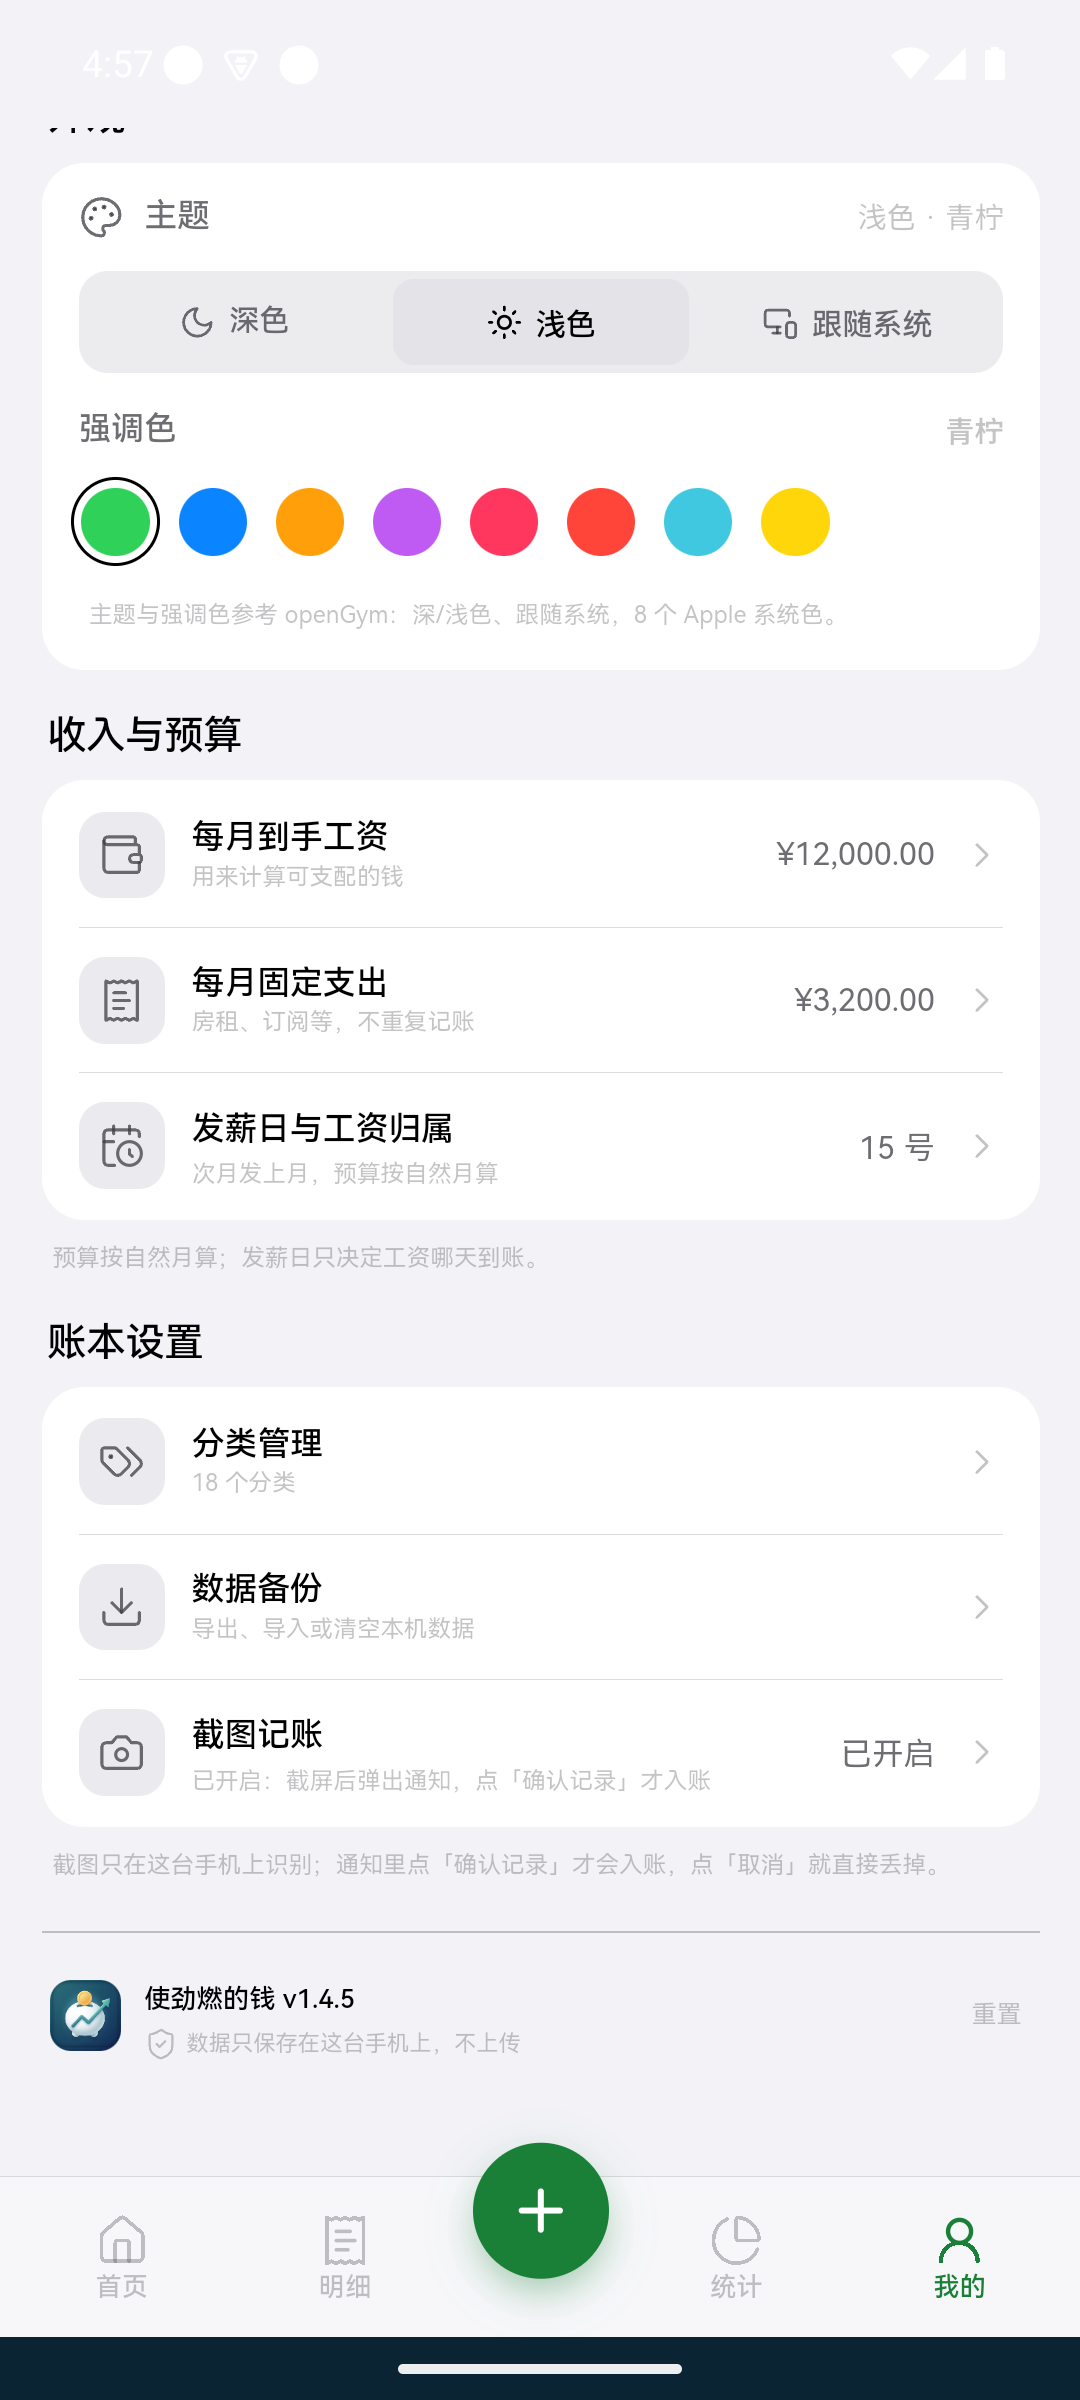 4:57
主题
浅色 · 青柠
深色
浅色
跟随系统
强调色
青柠
主题与强调色参考 openGym：深/浅色、跟随系统，8 个 Apple 系统色。
收入与预算
每月到手工资
用来计算可支配的钱
¥12,000.00
每月固定支出
房租、订阅等，不重复记账
¥3,200.00
发薪日与工资归属
次月发上月，预算按自然月算
15 号
预算按自然月算；发薪日只决定工资哪天到账。
账本设置
分类管理
18 个分类
数据备份
导出、导入或清空本机数据
截图记账
已开启：截屏后弹出通知，点「确认记录」才入账
已开启
截图只在这台手机上识别；通知里点「确认记录」才会入账，点「取消」就直接丢掉。
使劲燃的钱 v1.4.5
数据只保存在这台手机上，不上传
重置
首页
明细
统计
我的